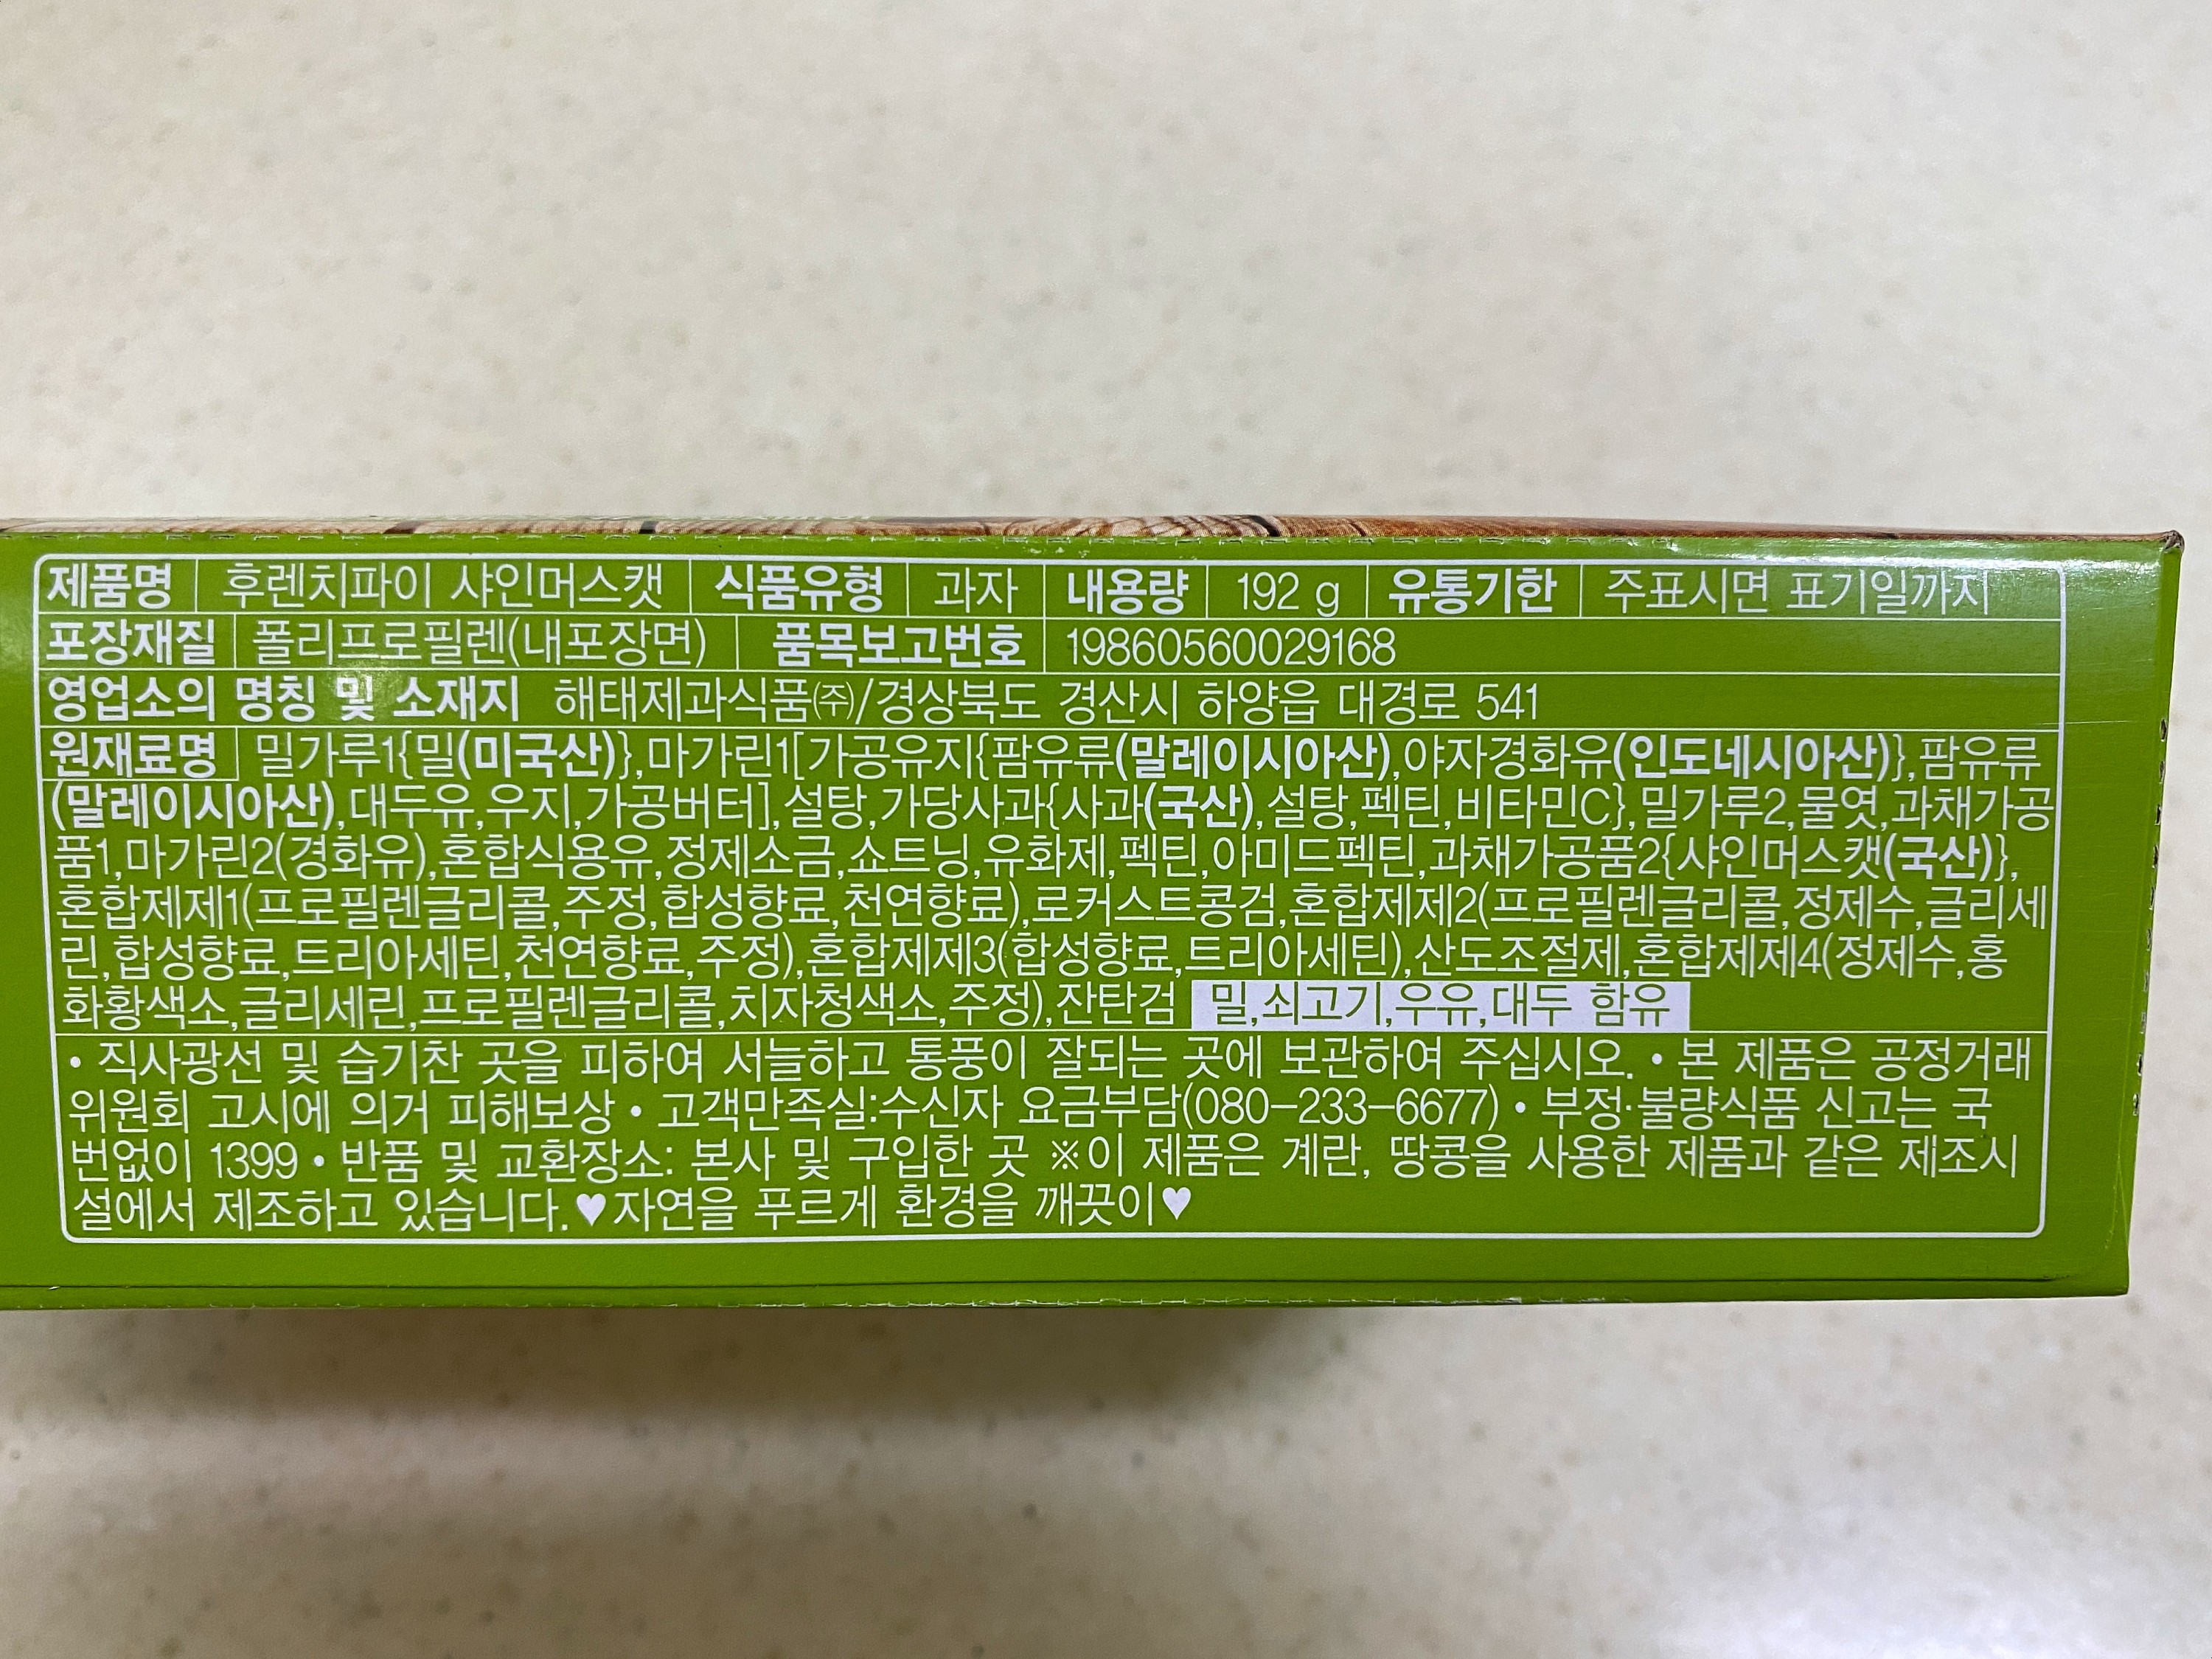 제품명 후렌치파이 샤인머스캣 식품유형 과자 내용량 192 g 유통기한 주표시면 표기일까지
포장재질 폴리프로필렌(내포장면) 품목보고번호 19860560029168
영업소의 명칭 및 소재지 해태제과식품㈜/경상북도 경산시 하양읍 대경로 541
원재료명 밀가루1{밀(미국산)},마가린1[가공유지{팜유류(말레이시아산),야자경화유(인도네시아산)},팜유류
(말레이시아산),대두유,우지,가공버터],설탕,가당사과{사과(국산),설탕,펙틴,비타민C},밀가루2,물엿,과채가공
품1,마가린2(경화유),혼합식용유,정제소금,쇼트닝,유화제,펙틴,아미드펙틴,과채가공품2{샤인머스캣(국산)},
혼합제제1(프로필렌글리콜,주정,합성향료,천연향료),로커스트콩검,혼합제제2(프로필렌글리콜,정제수,글리세
린,합성향료,트리아세틴,천연향료,주정),혼합제제3(합성향료,트리아세틴),산도조절제,혼합제제4(정제수,홍
화황색소,글리세린,프로필렌글리콜,치자청색소,주정),잔탄검 밀,쇠고기,우유,대두 함유
• 직사광선 및 습기찬 곳을 피하여 서늘하고 통풍이 잘되는 곳에 보관하여 주십시오. • 본 제품은 공정거래
위원회 고시에 의거 피해보상 • 고객만족실:수신자 요금부담(080-233-6677) • 부정·불량식품 신고는 국
번없이 1399 • 반품 및 교환장소: 본사 및 구입한 곳 ※이 제품은 계란, 땅콩을 사용한 제품과 같은 제조시
설에서 제조하고 있습니다.♥자연을 푸르게 환경을 깨끗이♥